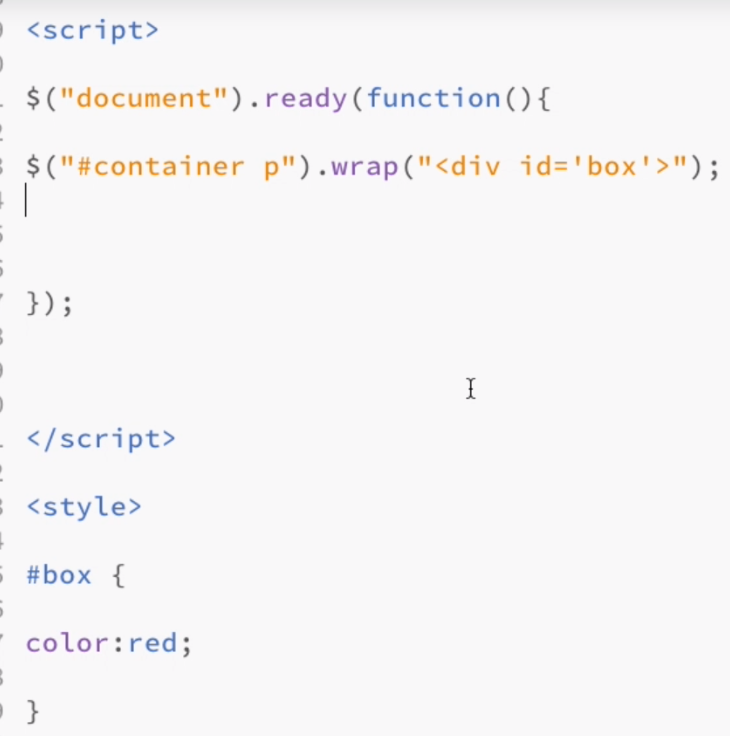 <script>
$("document").ready(function(){
$("#container p").wrap("<div id='box'>");
});
</script>
<style>
#box {
color:red;
}